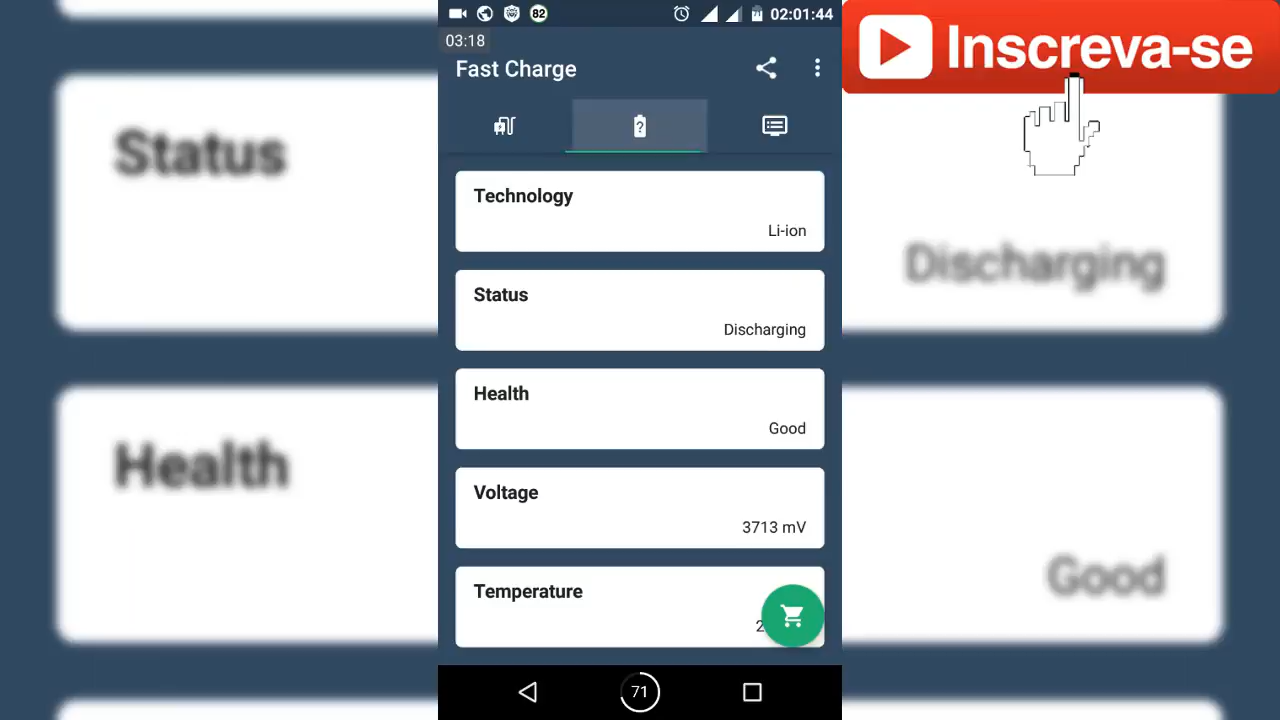 82
02:01:44
03:18
Fast Charge
Inscreva-se
Technology
Li-ion
Status
Discharging
Health
Good
Voltage
3713 mV
Temperature
2
71
Status
Discharging
Health
Good